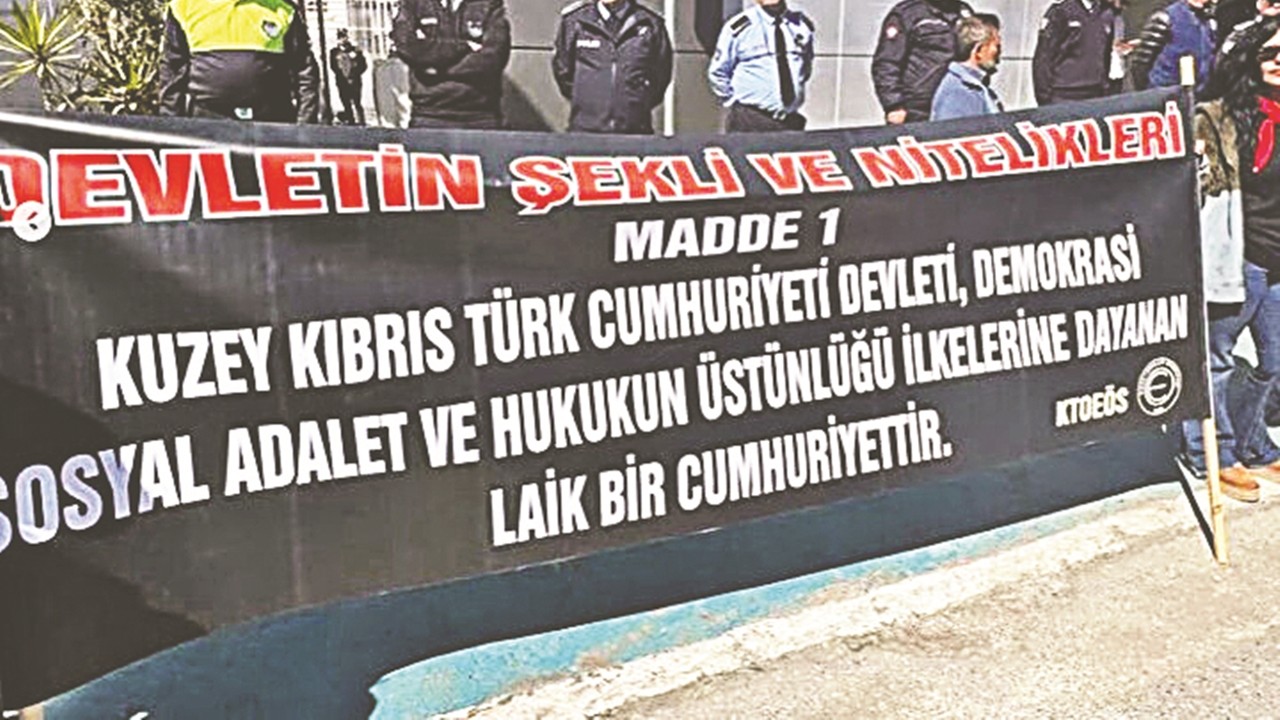 DEVLETİN ŞEKLİ VE NİTELİKLERİ
MADDE 1
KUZEY KIBRIS TÜRK CUMHURİYETİ DEVLETİ, DEMOKRASİ
SOSYAL ADALET VE HUKUKUN ÜSTÜNLÜĞÜ İLKELERİNE DAYANAN
LAİK BİR CUMHURİYETTİR.
KTOEÖS